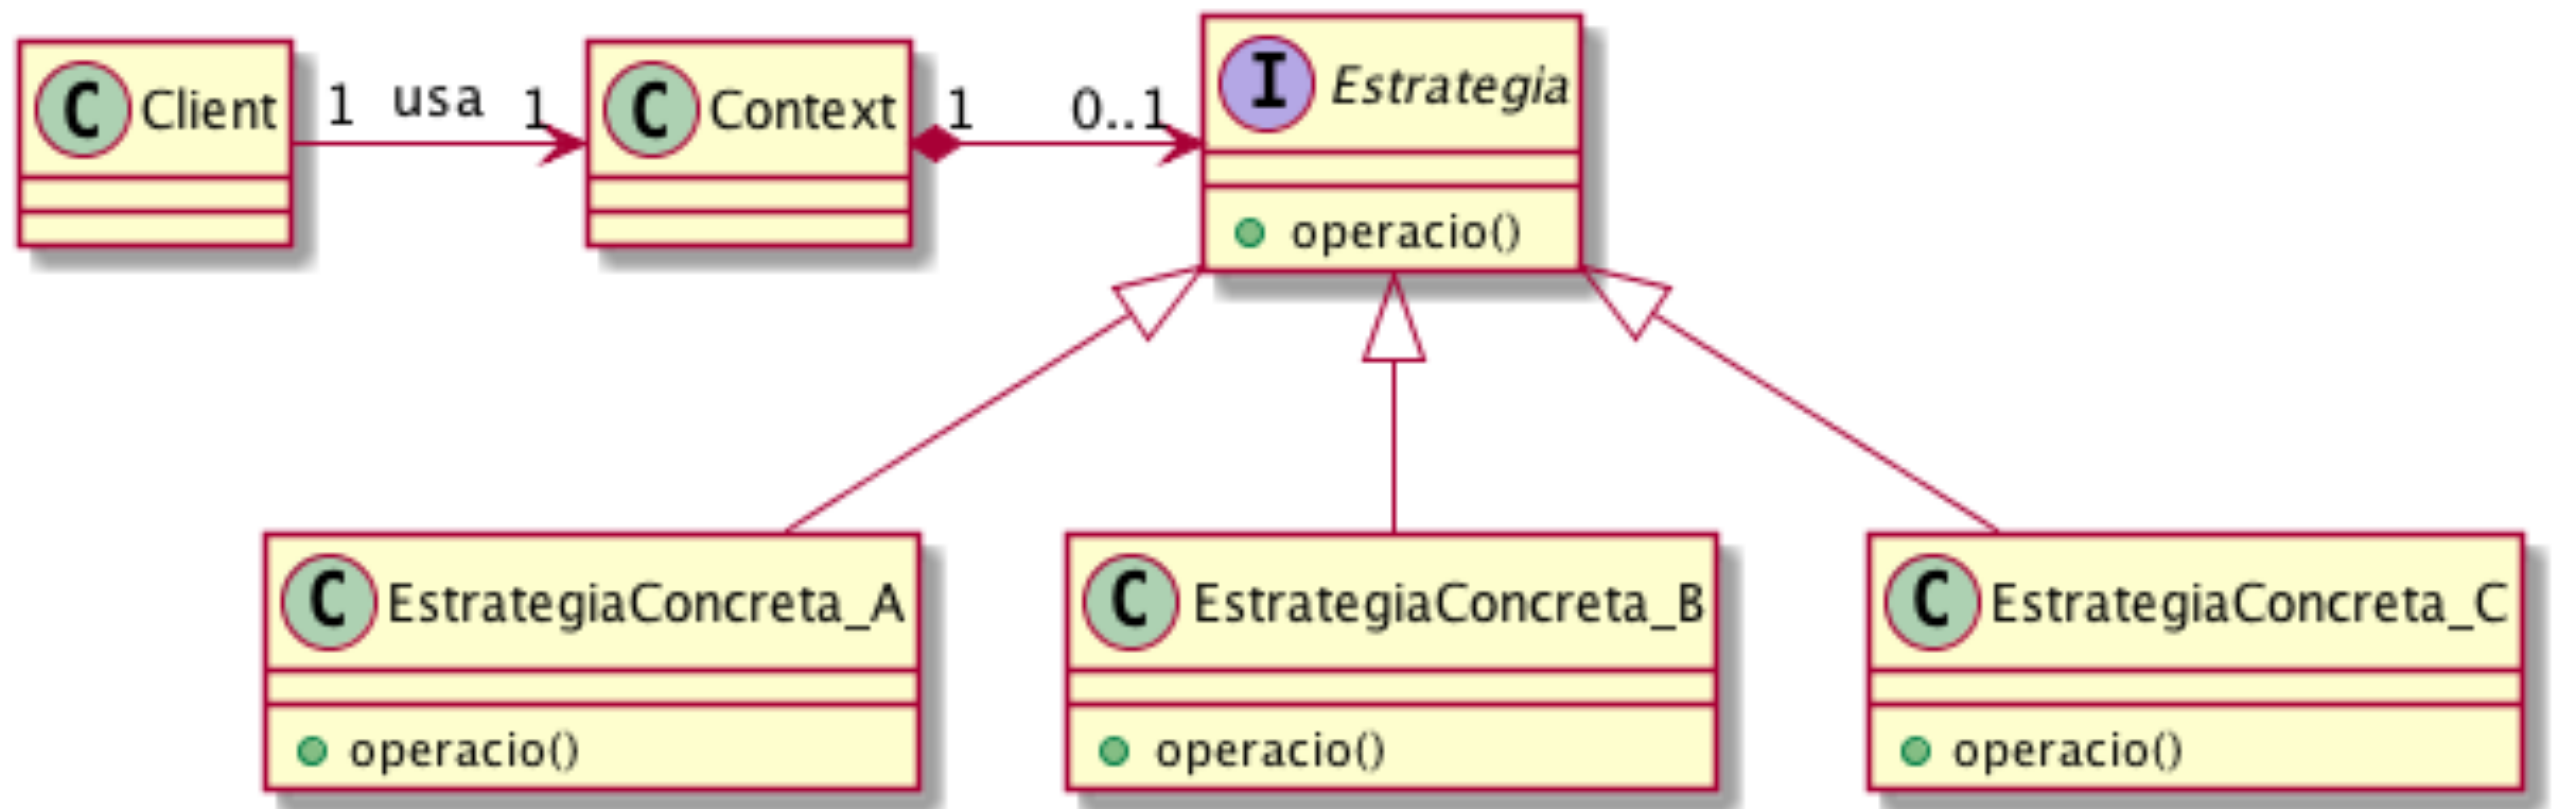 C Client
1 usa 1
C Context
1 0..1
I Estrategia
operacio()
C EstrategiaConcreta_A
operacio()
C EstrategiaConcreta_B
operacio()
C EstrategiaConcreta_C
operacio()